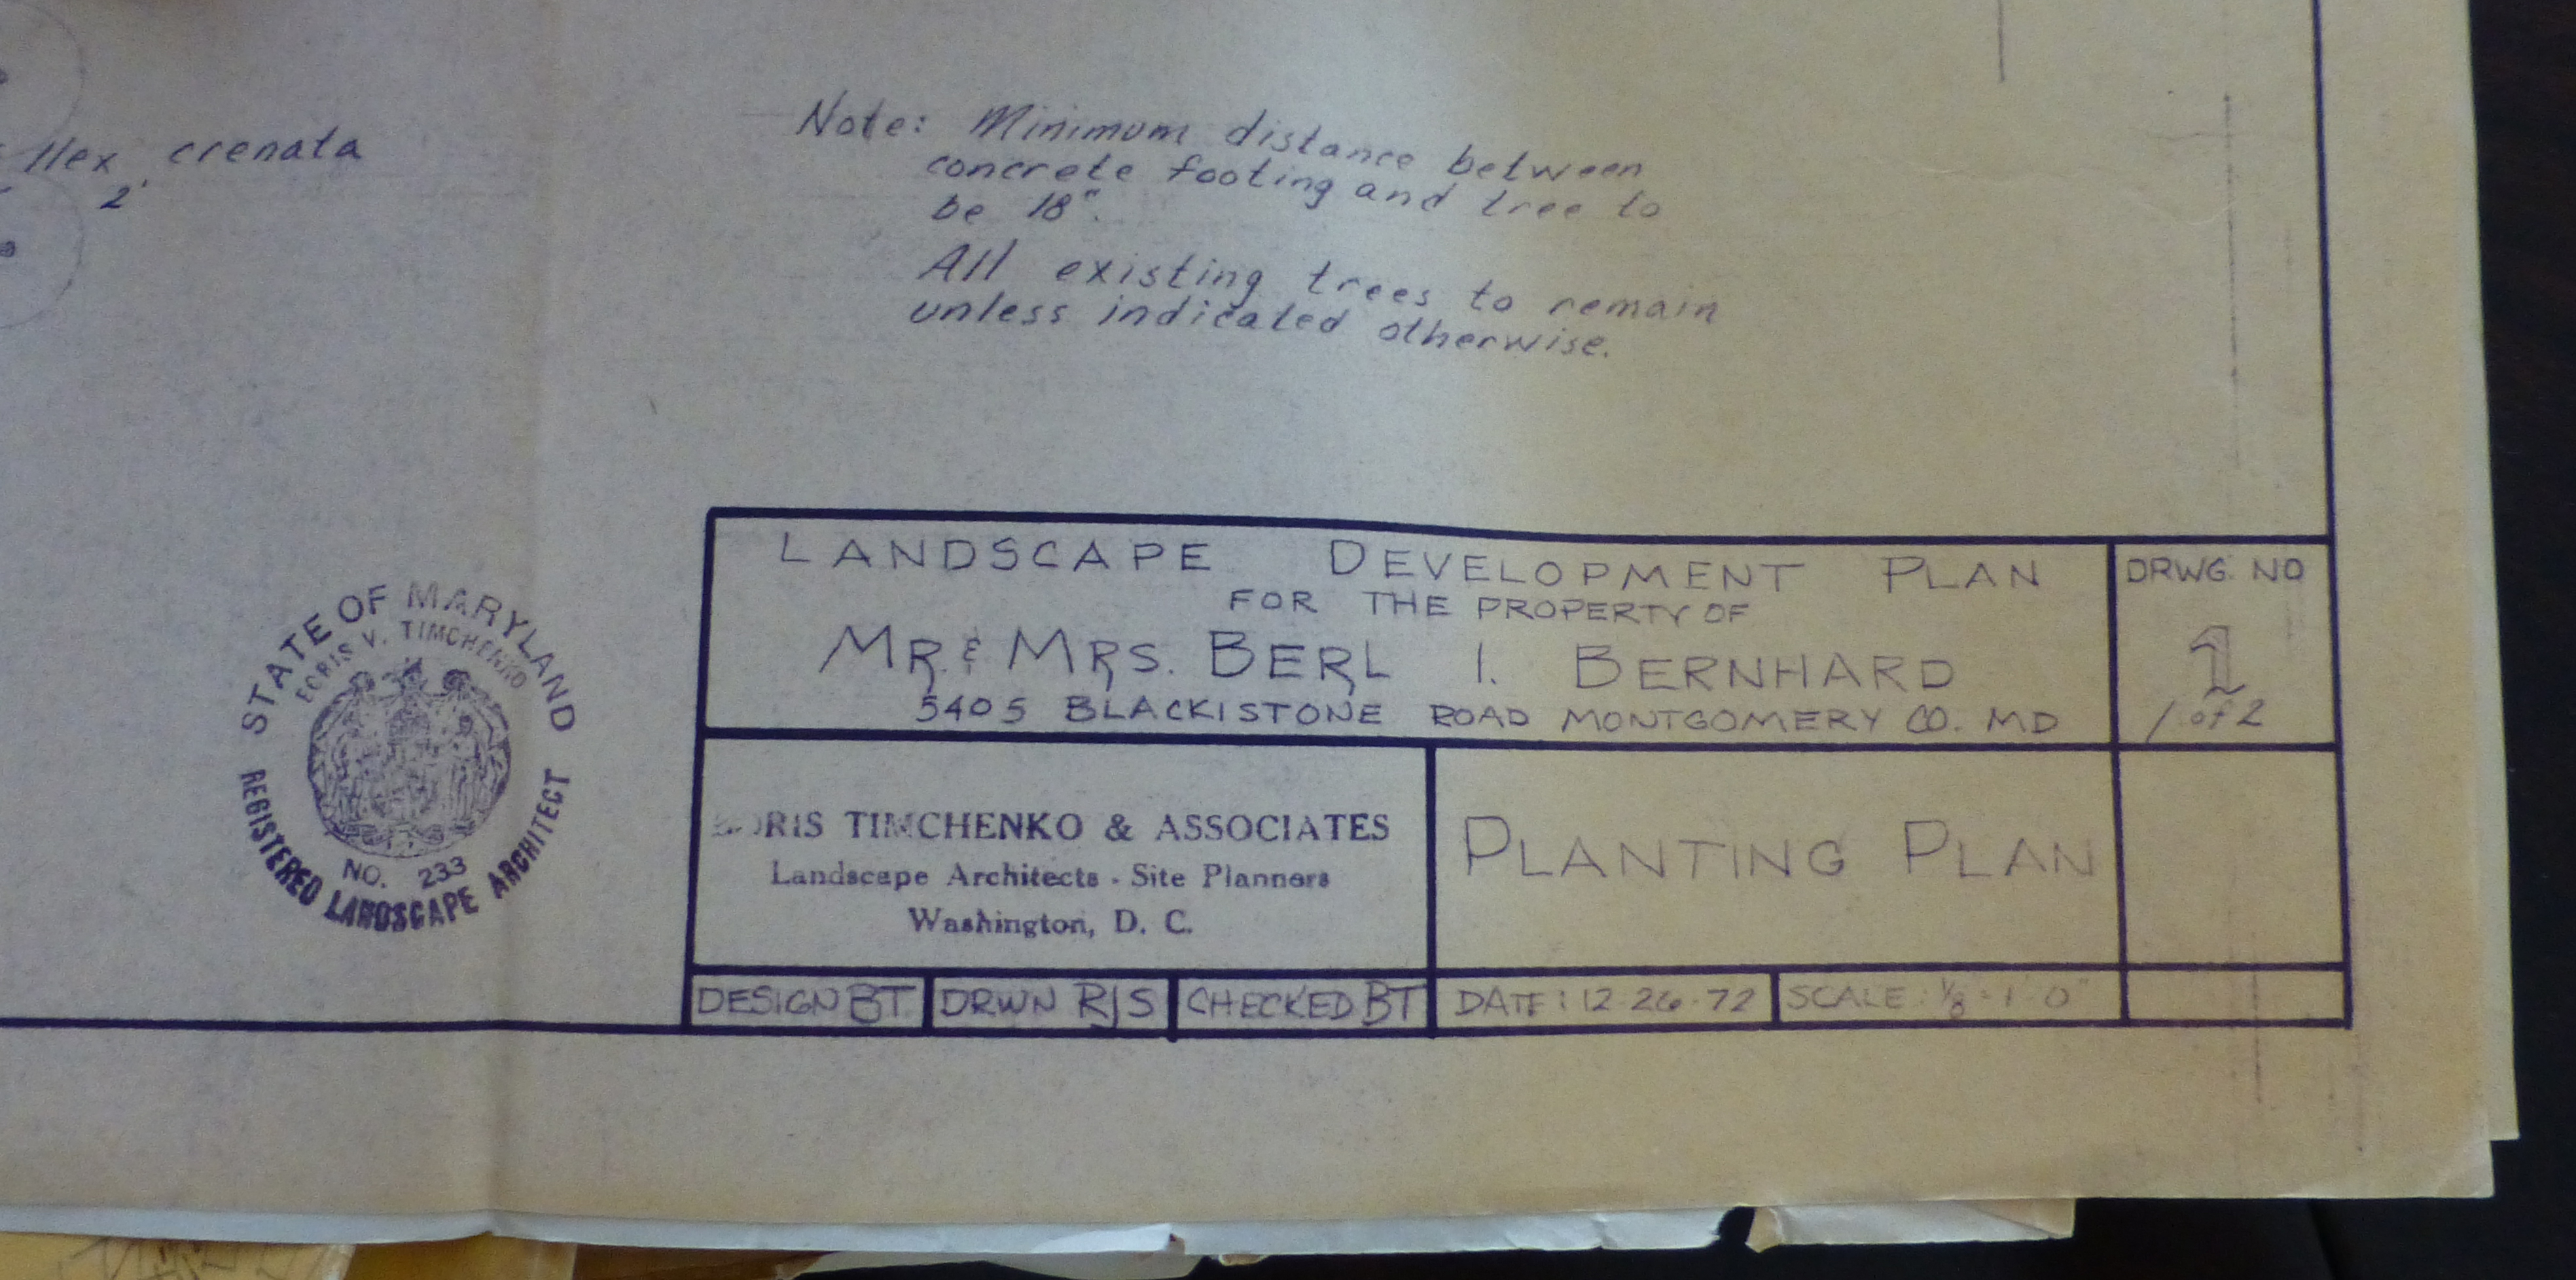 Ilex crenata
2'
Note: Minimum distance between
concrete footing and tree to
be 18".
All existing trees to remain
unless indicated otherwise.
STATE OF MARYLAND
BORIS V. TIMCHENKO
NO. 233
REGISTERED LANDSCAPE ARCHITECT
LANDSCAPE DEVELOPMENT PLAN
FOR THE PROPERTY OF
MR. & MRS. BERL I. BERNHARD
5405 BLACKISTONE ROAD MONTGOMERY CO. MD
DRWG. NO
1
1 of 2
BORIS TIMCHENKO & ASSOCIATES
Landscape Architects - Site Planners
Washington, D. C.
PLANTING PLAN
DESIGN BT
DRWN RJS
CHECKED BT
DATE: 12-26-72
SCALE: 1/8 = 1' 0"